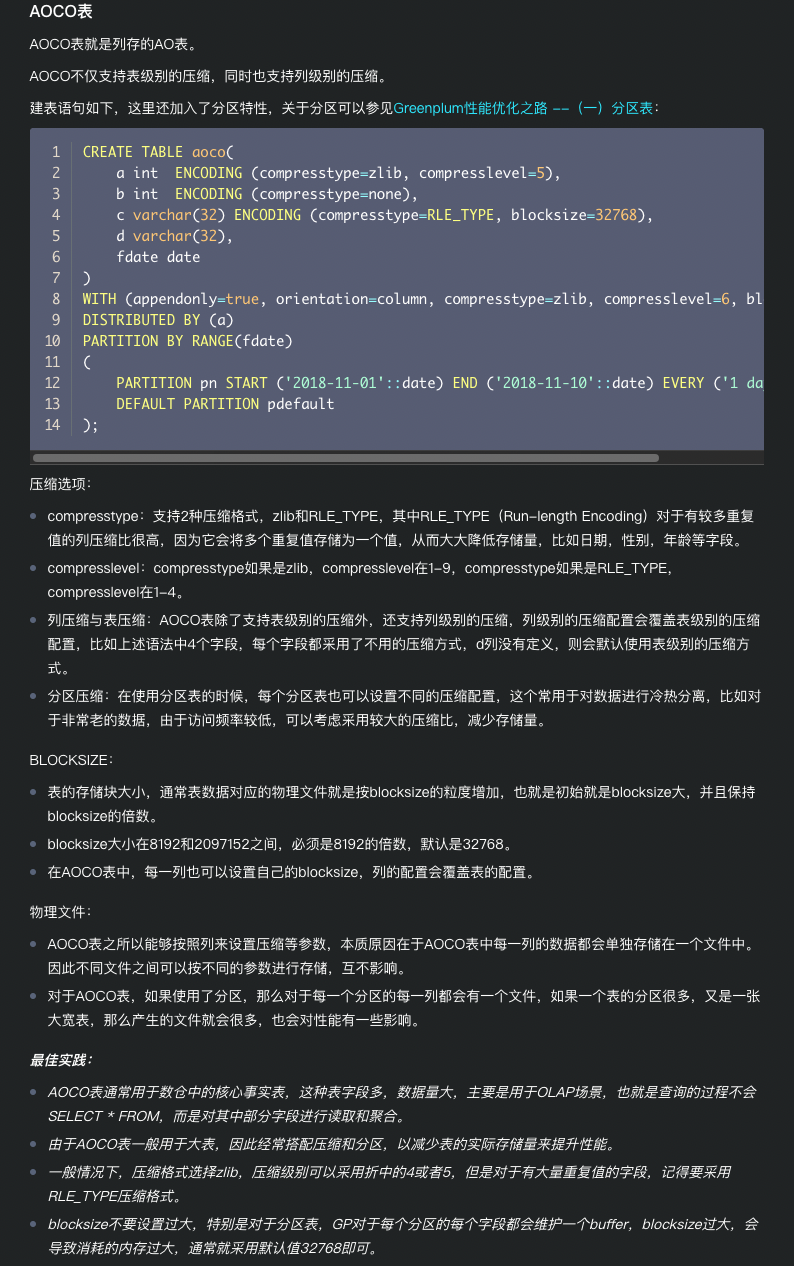 AOCO表
AOCO表就是列存的AO表。
AOCO不仅支持表级别的压缩，同时也支持列级别的压缩。
建表语句如下，这里还加入了分区特性，关于分区可以参见Greenplum性能优化之路 --（一）分区表：
1 CREATE TABLE aoco(
2     a int  ENCODING (compresstype=zlib, compresslevel=5),
3     b int  ENCODING (compresstype=none),
4     c varchar(32) ENCODING (compresstype=RLE_TYPE, blocksize=32768),
5     d varchar(32),
6     fdate date
7 )
8 WITH (appendonly=true, orientation=column, compresstype=zlib, compresslevel=6, bl
9 DISTRIBUTED BY (a)
10 PARTITION BY RANGE(fdate)
11 (
12     PARTITION pn START ('2018-11-01'::date) END ('2018-11-10'::date) EVERY ('1 da
13     DEFAULT PARTITION pdefault
14 );
压缩选项：
compresstype：支持2种压缩格式，zlib和RLE_TYPE，其中RLE_TYPE（Run-length Encoding）对于有较多重复
值的列压缩比很高，因为它会将多个重复值存储为一个值，从而大大降低存储量，比如日期，性别，年龄等字段。
compresslevel：compresstype如果是zlib，compresslevel在1-9，compresstype如果是RLE_TYPE，
compresslevel在1-4。
列压缩与表压缩：AOCO表除了支持表级别的压缩外，还支持列级别的压缩，列级别的压缩配置会覆盖表级别的压缩
配置，比如上述语法中4个字段，每个字段都采用了不用的压缩方式，d列没有定义，则会默认使用表级别的压缩方
式。
分区压缩：在使用分区表的时候，每个分区表也可以设置不同的压缩配置，这个常用于对数据进行冷热分离，比如对
于非常老的数据，由于访问频率较低，可以考虑采用较大的压缩比，减少存储量。
BLOCKSIZE：
表的存储块大小，通常表数据对应的物理文件就是按blocksize的粒度增加，也就是初始就是blocksize大，并且保持
blocksize的倍数。
blocksize大小在8192和2097152之间，必须是8192的倍数，默认是32768。
在AOCO表中，每一列也可以设置自己的blocksize，列的配置会覆盖表的配置。
物理文件：
AOCO表之所以能够按照列来设置压缩等参数，本质原因在于AOCO表中每一列的数据都会单独存储在一个文件中。
因此不同文件之间可以按不同的参数进行存储，互不影响。
对于AOCO表，如果使用了分区，那么对于每一个分区的每一列都会有一个文件，如果一个表的分区很多，又是一张
大宽表，那么产生的文件就会很多，也会对性能有一些影响。
最佳实践：
AOCO表通常用于数仓中的核心事实表，这种表字段多，数据量大，主要是用于OLAP场景，也就是查询的过程不会
SELECT * FROM，而是对其中部分字段进行读取和聚合。
由于AOCO表一般用于大表，因此经常搭配压缩和分区，以减少表的实际存储量来提升性能。
一般情况下，压缩格式选择zlib，压缩级别可以采用折中的4或者5，但是对于有大量重复值的字段，记得要采用
RLE_TYPE压缩格式。
blocksize不要设置过大，特别是对于分区表，GP对于每个分区的每个字段都会维护一个buffer，blocksize过大，会
导致消耗的内存过大，通常就采用默认值32768即可。